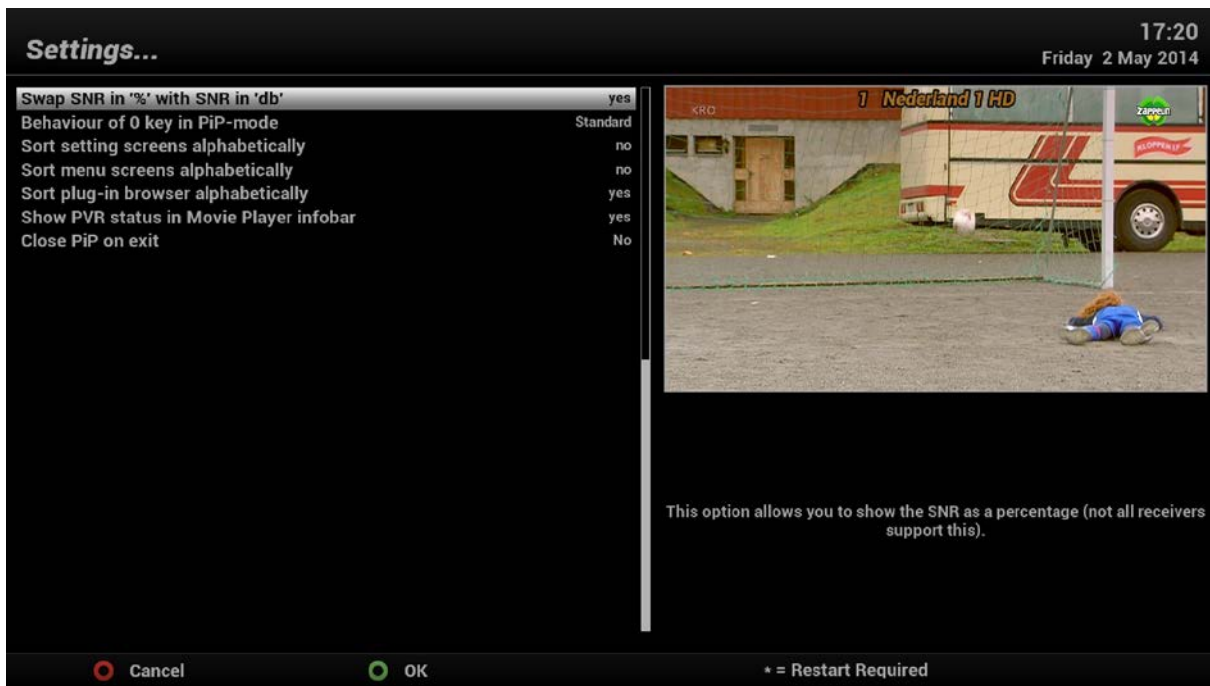 Settings...
17:20
Friday 2 May 2014
Swap SNR in '%' with SNR in 'db' yes
Behaviour of 0 key in PiP-mode Standard
Sort setting screens alphabetically no
Sort menu screens alphabetically no
Sort plug-in browser alphabetically yes
Show PVR status in Movie Player infobar yes
Close PiP on exit No
KRO
1 Nederland 1 HD
zappelin
KLOPPEN LF
This option allows you to show the SNR as a percentage (not all receivers
support this).
Cancel OK * = Restart Required